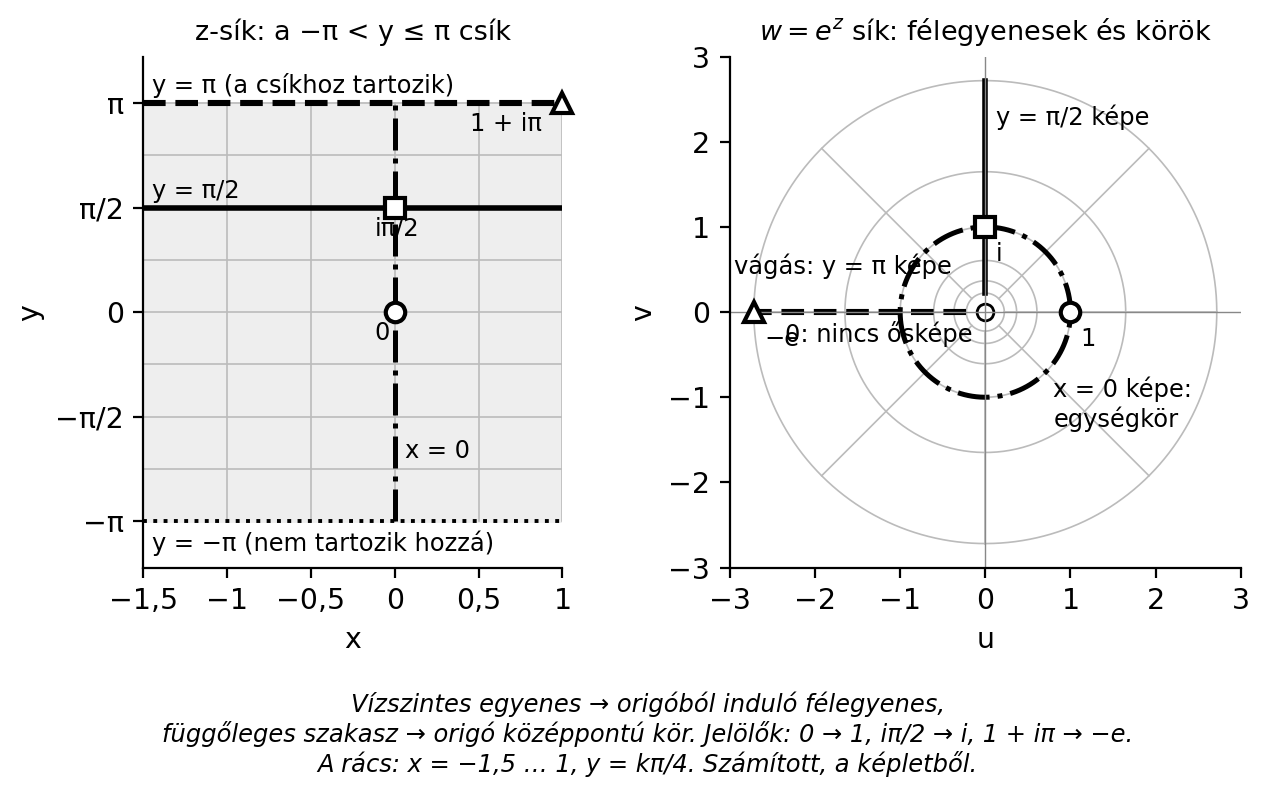 z-sík: a −π < y ≤ π csík
y = π (a csíkhoz tartozik)
π
1 + iπ
y = π/2
π/2
iπ/2
y
0
0
−π/2
x = 0
−π
y = −π (nem tartozik hozzá)
−1,5
−1
−0,5
0
0,5
1
x
w = e^z sík: félegyenesek és körök
3
y = π/2 képe
2
1
i
vágás: y = π képe
v
0
−e
0: nincs ősképe
1
−1
x = 0 képe:
egységkör
−2
−3
−3
−2
−1
0
1
2
3
u
Vízszintes egyenes → origóból induló félegyenes,
függőleges szakasz → origó középpontú kör. Jelölők: 0 → 1, iπ/2 → i, 1 + iπ → −e.
A rács: x = −1,5 … 1, y = kπ/4. Számított, a képletből.